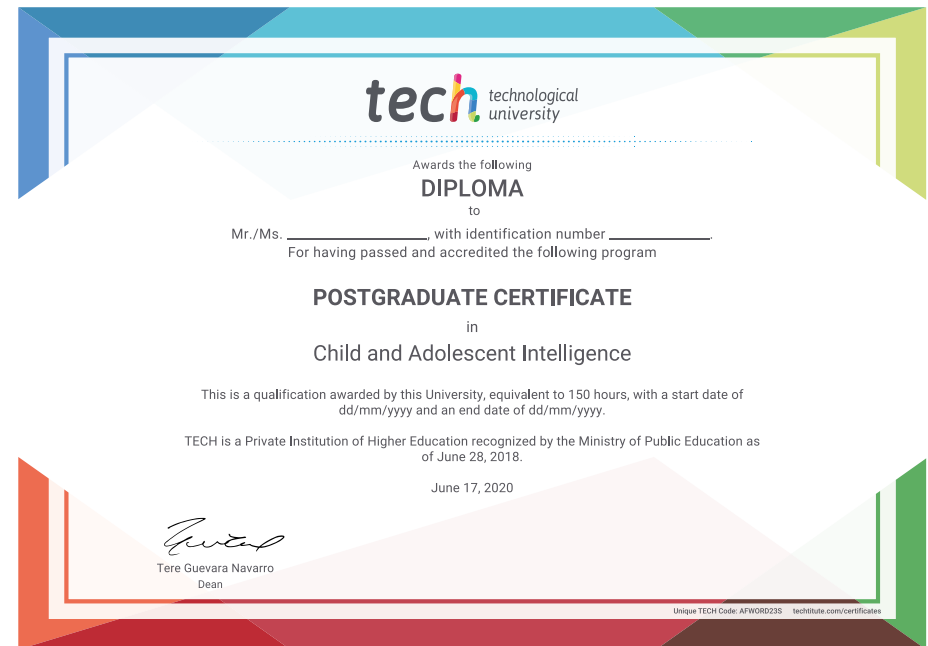 tech technological
university
Awards the following
DIPLOMA
to
Mr./Ms. ____________________, with identification number ______________.
For having passed and accredited the following program
POSTGRADUATE CERTIFICATE
in
Child and Adolescent Intelligence
This is a qualification awarded by this University, equivalent to 150 hours, with a start date of
dd/mm/yyyy and an end date of dd/mm/yyyy.
TECH is a Private Institution of Higher Education recognized by the Ministry of Public Education as
of June 28, 2018.
June 17, 2020
Tere Guevara Navarro
Dean
Unique TECH Code: AFWORD23S techtitute.com/certificates